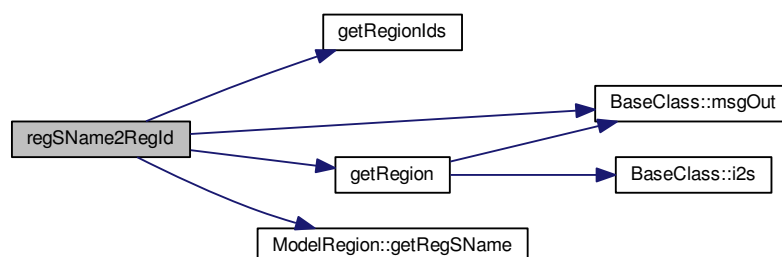 getRegionIds
BaseClass::msgOut
regSName2RegId
getRegion
BaseClass::i2s
ModelRegion::getRegSName